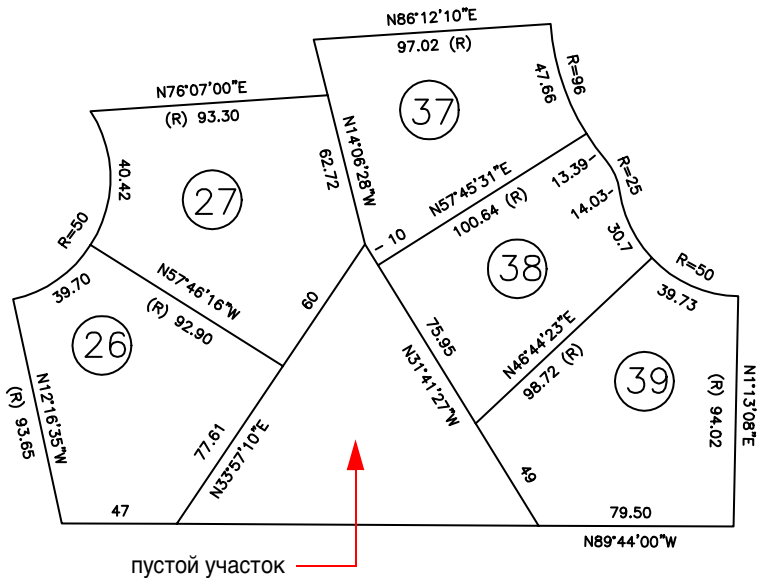 N86°12'10"E
97.02 (R)
R=96
47.66
37
N76°07'00"E
(R) 93.30
N14°06'28"W
62.72
40.42
27
R=50
N57°45'31"E
100.64 (R)
13.39
R=25
14.03
30.7
10
38
R=50
39.73
39.70
N57°46'16"W
(R) 92.90
60
26
N12°16'35"W
(R) 93.65
75.95
N31°41'27"W
N46°44'23"E
98.72 (R)
39
N1°13'08"E
(R) 94.02
77.61
N33°57'10"E
49
47
79.50
N89°44'00"W
пустой участок